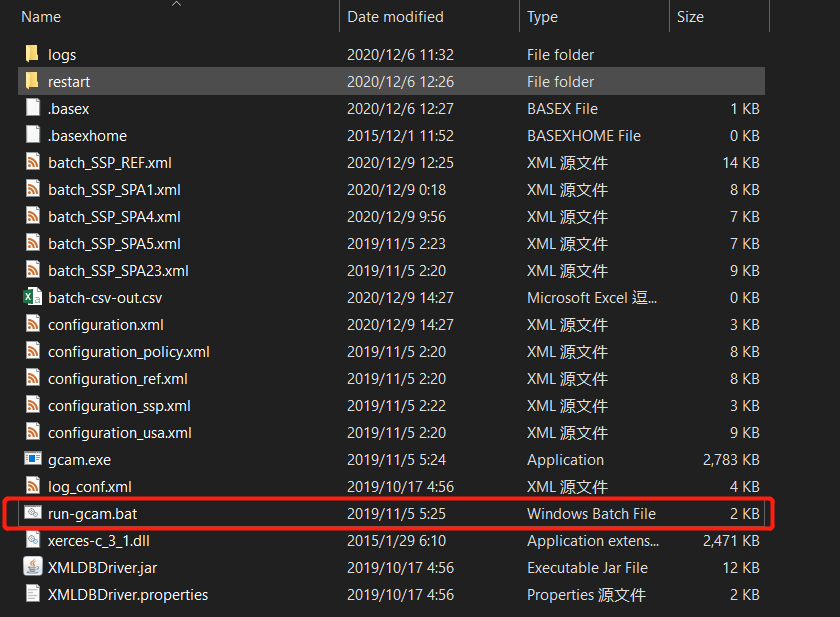 Name Date modified Type Size
logs 2020/12/6 11:32 File folder
restart 2020/12/6 12:26 File folder
.basex 2020/12/6 12:27 BASEX File 1 KB
.basexhome 2015/12/1 11:52 BASEXHOME File 0 KB
batch_SSP_REF.xml 2020/12/9 12:25 XML 源文件 14 KB
batch_SSP_SPA1.xml 2020/12/9 0:18 XML 源文件 8 KB
batch_SSP_SPA4.xml 2020/12/9 9:56 XML 源文件 7 KB
batch_SSP_SPA5.xml 2019/11/5 2:23 XML 源文件 7 KB
batch_SSP_SPA23.xml 2019/11/5 2:20 XML 源文件 9 KB
batch-csv-out.csv 2020/12/9 14:27 Microsoft Excel 逗... 0 KB
configuration.xml 2020/12/9 14:27 XML 源文件 3 KB
configuration_policy.xml 2019/11/5 2:20 XML 源文件 8 KB
configuration_ref.xml 2019/11/5 2:20 XML 源文件 8 KB
configuration_ssp.xml 2019/11/5 2:22 XML 源文件 3 KB
configuration_usa.xml 2019/11/5 2:20 XML 源文件 9 KB
gcam.exe 2019/11/5 5:24 Application 2,783 KB
log_conf.xml 2019/10/17 4:56 XML 源文件 4 KB
run-gcam.bat 2019/11/5 5:25 Windows Batch File 2 KB
xerces-c_3_1.dll 2015/1/29 6:10 Application extens... 2,471 KB
XMLDBDriver.jar 2019/10/17 4:56 Executable Jar File 12 KB
XMLDBDriver.properties 2019/10/17 4:56 Properties 源文件 2 KB